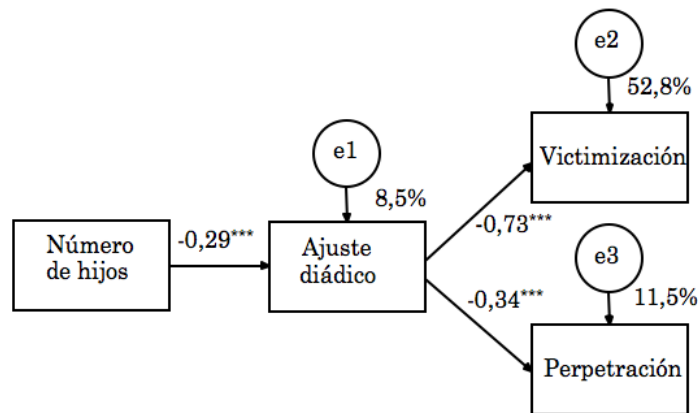 e2
52,8%
Victimización
e1
8,5%
-0,29***
Número
de hijos
Ajuste
diádico
-0,73***
-0,34***
e3
11,5%
Perpetración